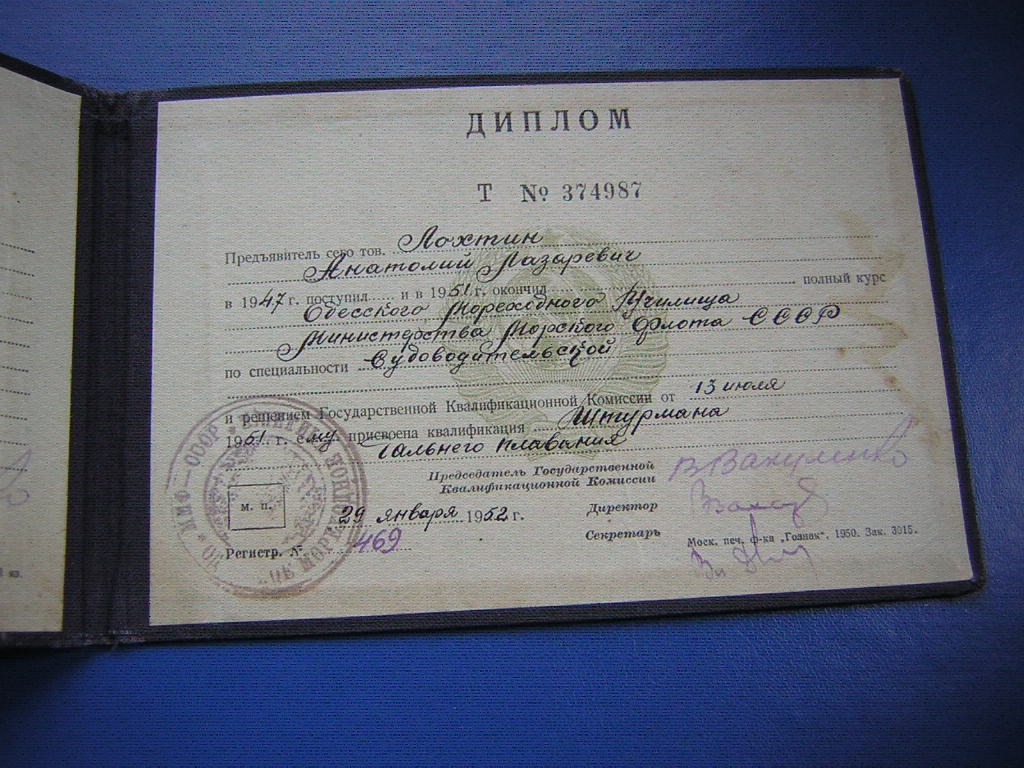 ДИПЛОМ
Т № 374987
Предъявитель сего тов. Лохтин
Анатолий Лазаревич
в 1947 г. поступил и в 1951 г. окончил полный курс
Одесского Мореходного Училища
Министерства Морского Флота СССР
по специальности Судоводительской
и решением Государственной Квалификационной Комиссии от 13 июля
1951 г. ему присвоена квалификация Штурмана
дальнего плавания
Председатель Государственной
Квалификационной Комиссии В Вакуленко
М. П.
29 января 1952 г.
Директор
Секретарь
Регистр. № 469
Моск. печ. ф-ка „Гознак“. 1950. Зак. 3015.